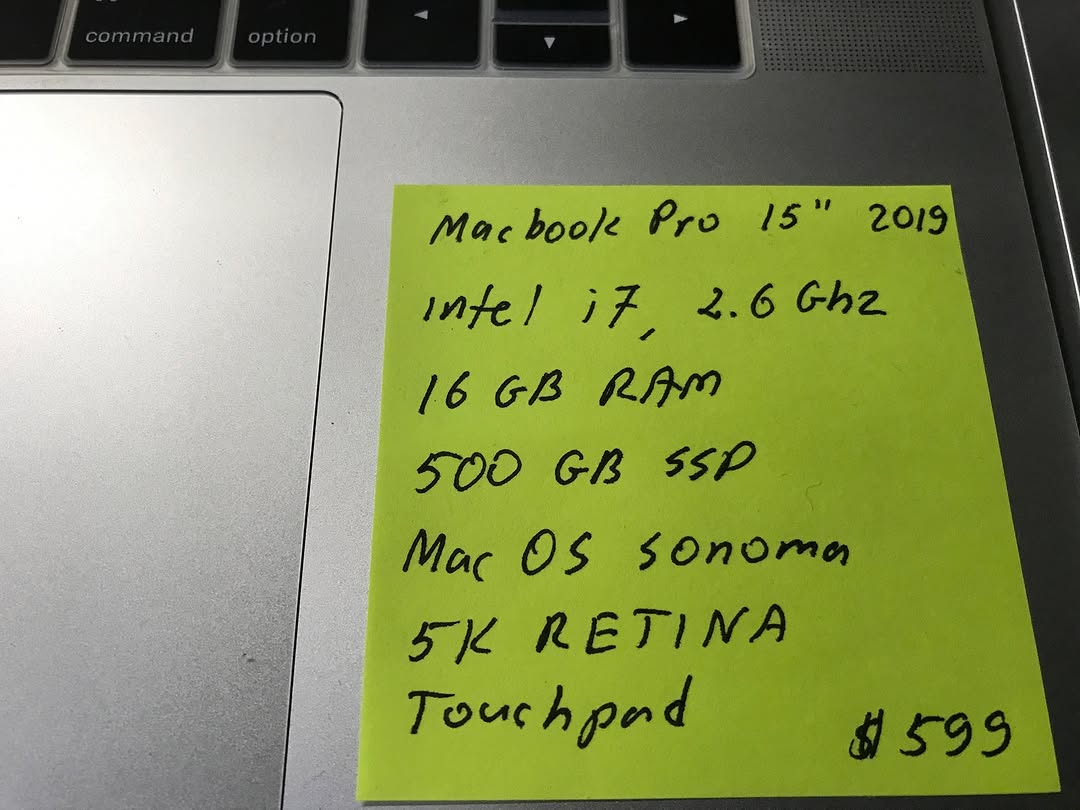 command option ◄ ▼ ►
Macbook Pro 15" 2019
intel i7, 2.6 Ghz
16 GB RAM
500 GB SSD
Mac OS sonoma
5K RETINA
Touchpad
$599